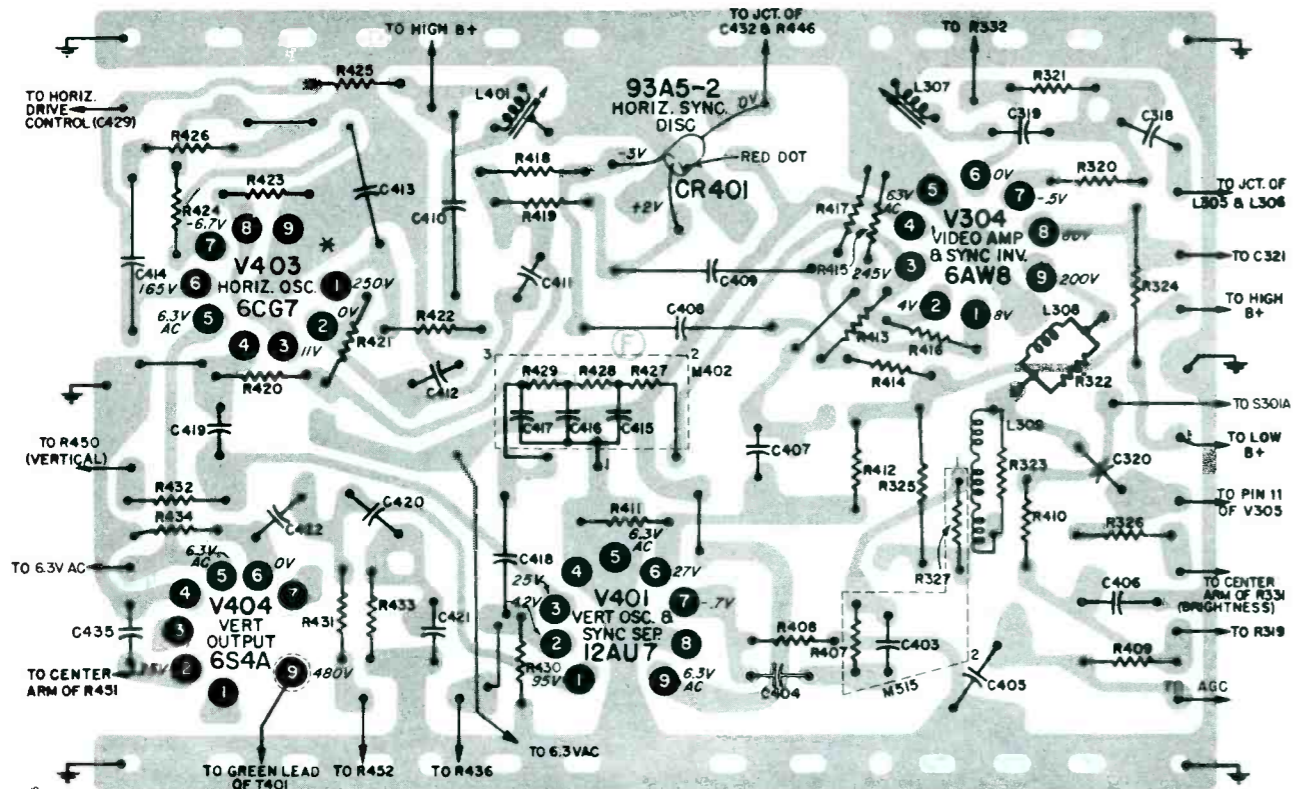 TO HIGH B+
TO JCT. OF
C432 & R446
TO R332
R425
L401
93A5-2
HORIZ. SYNC.
DISC
0V
L307
R321
TO HORIZ.
DRIVE
CONTROL (C429)
C319
C318
R426
R418
-3V
RED DOT
CR401
R320
R423
C413
C410
R419
+2V
R417
6.3V
AC
5
6
0V
7
-.5V
TO JCT. OF
L305 & L306
R424
-6.7V
7
8
9
*
4
V304
VIDEO AMP
& SYNC INV.
6AW8
8
C414
165V
6
V403
HORIZ. OSC.
6CG7
1
250V
C411
C409
R415
245V
3
9
200V
R324
TO C321
6.3V
AC
5
4
3
11V
2
0V
R421
R422
C408
4V
2
1
8V
L308
TO HIGH
B+
R413
R416
F
3
2
M402
R420
C412
R429
R428
R427
R414
R322
C417
C416
C415
1
TO S301A
C419
L309
TO R450
(VERTICAL)
C407
R412
R325
R323
C320
TO LOW
B+
R432
R434
C422
C420
R411
6.3V
AC
R410
TO PIN 11
OF V305
R326
TO 6.3V AC
6.3V
AC
5
6
0V
C418
4
5
6
27V
R327
4
V404
VERT
OUTPUT
6S4A
7
R431
R433
25V
3
V401
VERT OSC. &
SYNC SEP.
12AU7
7
-.7V
C406
TO CENTER
ARM OF R331
(BRIGHTNESS)
C435
3
C421
2
8
R408
R407
C403
TO R319
2
9
480V
R430
95V
1
9
6.3V
AC
C404
2
M515
C405
R409
TO CENTER
ARM OF R451
1
AGC
TO 6.3VAC
TO GREEN LEAD
OF T401
TO R452
TO R436